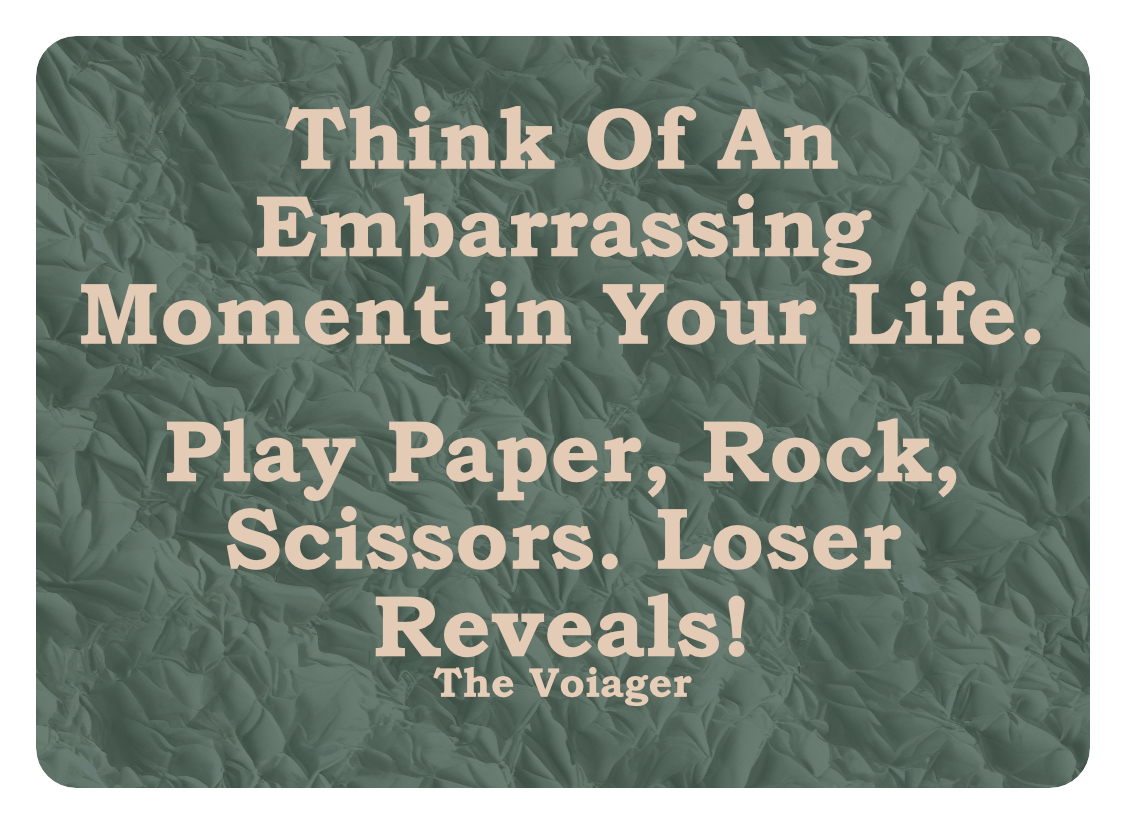 Think Of An
Embarrassing
Moment in Your Life.
Play Paper, Rock,
Scissors. Loser
Reveals!
The Voiager